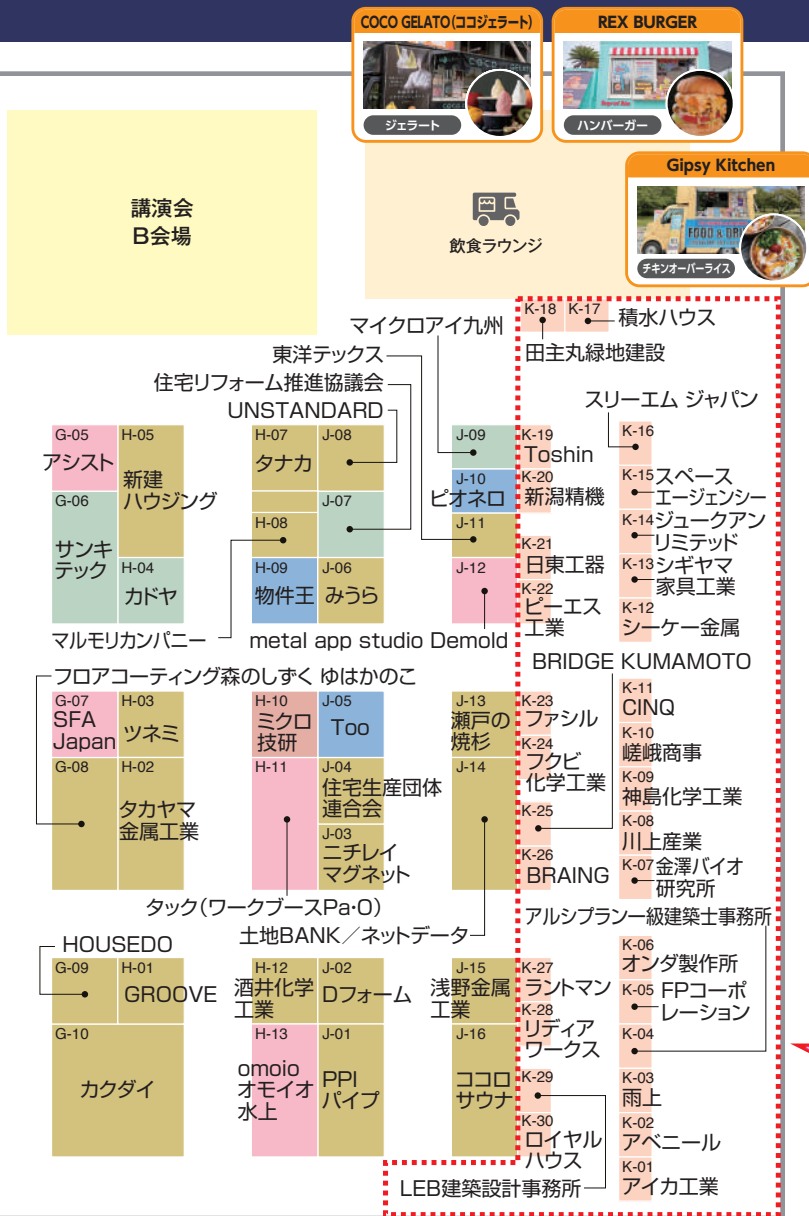 COCO GELATO(ココジェラート)
ジェラート
REX BURGER
ハンバーガー
Gipsy Kitchen
FOOD & DR
チキンオーバーライス
講演会
B会場
飲食ラウンジ
K-18
K-17
積水ハウス
田主丸緑地建設
マイクロアイ九州
東洋テックス
住宅リフォーム推進協議会
UNSTANDARD
スリーエム ジャパン
G-05
アシスト
H-05
新建
ハウジング
G-06
サンキ
テック
H-04
カドヤ
H-07
タナカ
J-08
J-07
H-08
H-09
物件王
J-06
みうら
J-09
J-10
ピオネロ
J-11
J-12
K-19
Toshin
K-20
新潟精機
K-21
日東工器
K-22
ピーエス
工業
K-16
K-15
スペース
エージェンシー
K-14
ジュークアン
リミテッド
K-13
シギヤマ
家具工業
K-12
シーケー金属
マルモリカンパニー
metal app studio Demold
BRIDGE KUMAMOTO
フロアコーティング森のしずく ゆはかのこ
G-07
SFA
Japan
H-03
ツネミ
G-08
H-02
タカヤマ
金属工業
H-10
ミクロ
技研
J-05
Too
H-11
J-04
住宅生産団体
連合会
J-03
ニチレイ
マグネット
J-13
瀬戸の
焼杉
J-14
K-23
ファシル
K-24
フクビ
化学工業
K-25
K-26
BRAING
K-11
CINQ
K-10
嵯峨商事
K-09
神島化学工業
K-08
川上産業
K-07
金澤バイオ
研究所
タック(ワークブースPa・O)
土地BANK/ネットデータ
アルシプラン一級建築士事務所
HOUSEDO
G-09
H-01
GROOVE
G-10
カクダイ
H-12
酒井化学
工業
J-02
Dフォーム
H-13
omoio
オモイオ
水上
J-01
PPI
パイプ
J-15
浅野金属
工業
J-16
ココロ
サウナ
K-27
ラントマン
K-28
リディア
ワークス
K-29
K-30
ロイヤル
ハウス
K-06
オンダ製作所
K-05
FPコーポ
レーション
K-04
K-03
雨上
K-02
アベニール
K-01
アイカ工業
LEB建築設計事務所